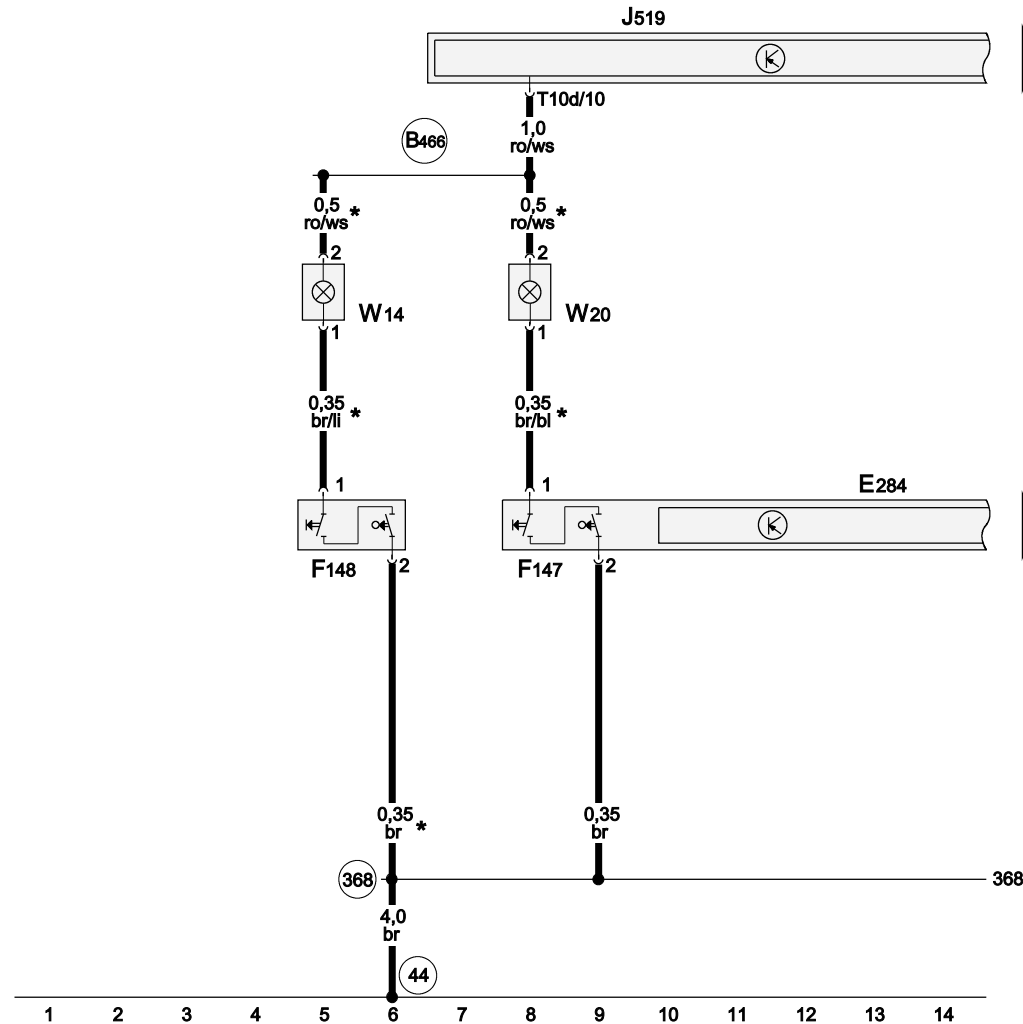 J519
T10d/10
1,0
ro/ws
B466
0,5
ro/ws *
0,5
ro/ws *
2
2
W14
W20
1
1
0,35
br/li *
0,35
br/bl *
1
1
E284
F148
2
F147
2
0,35
br *
0,35
br
368
368
4,0
br
44
1 2 3 4 5 6 7 8 9 10 11 12 13 14